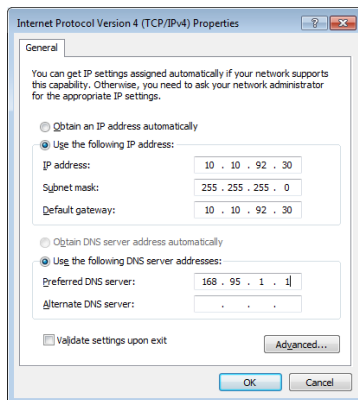 Internet Protocol Version 4 (TCP/IPv4) Properties
General
You can get IP settings assigned automatically if your network supports
this capability. Otherwise, you need to ask your network administrator
for the appropriate IP settings.
Obtain an IP address automatically
Use the following IP address:
IP address: 10 . 10 . 92 . 30
Subnet mask: 255 . 255 . 255 . 0
Default gateway: 10 . 10 . 92 . 30
Obtain DNS server address automatically
Use the following DNS server addresses:
Preferred DNS server: 168 . 95 . 1 . 1
Alternate DNS server: . . .
Validate settings upon exit
Advanced...
OK Cancel